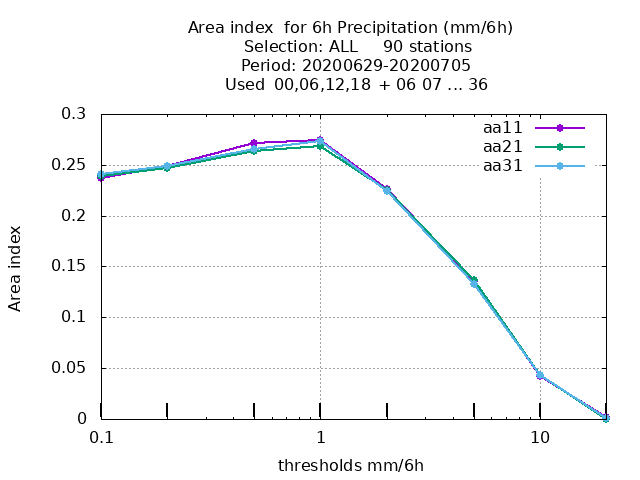 Area index  for 6h Precipitation (mm/6h)
Selection: ALL     90 stations
Period: 20200629-20200705
Used  00,06,12,18  + 06 07 ... 36
0.3
0.25
0.2
0.15
0.1
0.05
0
Area index
aa11
aa21
aa31
0.1 1 10
thresholds mm/6h